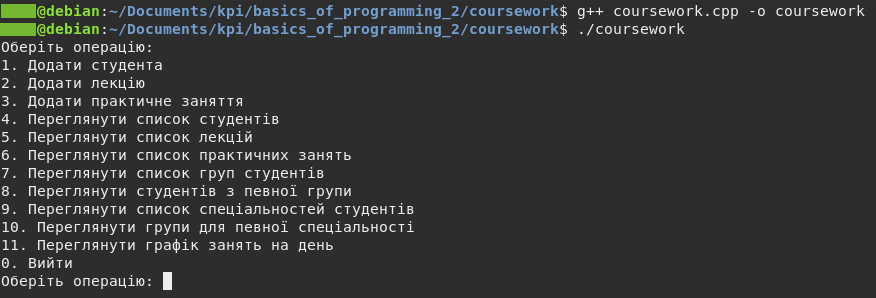 @debian:~/Documents/kpi/basics_of_programming_2/coursework$ g++ coursework.cpp -o coursework
@debian:~/Documents/kpi/basics_of_programming_2/coursework$ ./coursework
Оберіть операцію:
1. Додати студента
2. Додати лекцію
3. Додати практичне заняття
4. Переглянути список студентів
5. Переглянути список лекцій
6. Переглянути список практичних занять
7. Переглянути список груп студентів
8. Переглянути студентів з певної групи
9. Переглянути список спеціальностей студентів
10. Переглянути групи для певної спеціальності
11. Переглянути графік занять на день
0. Вийти
Оберіть операцію: